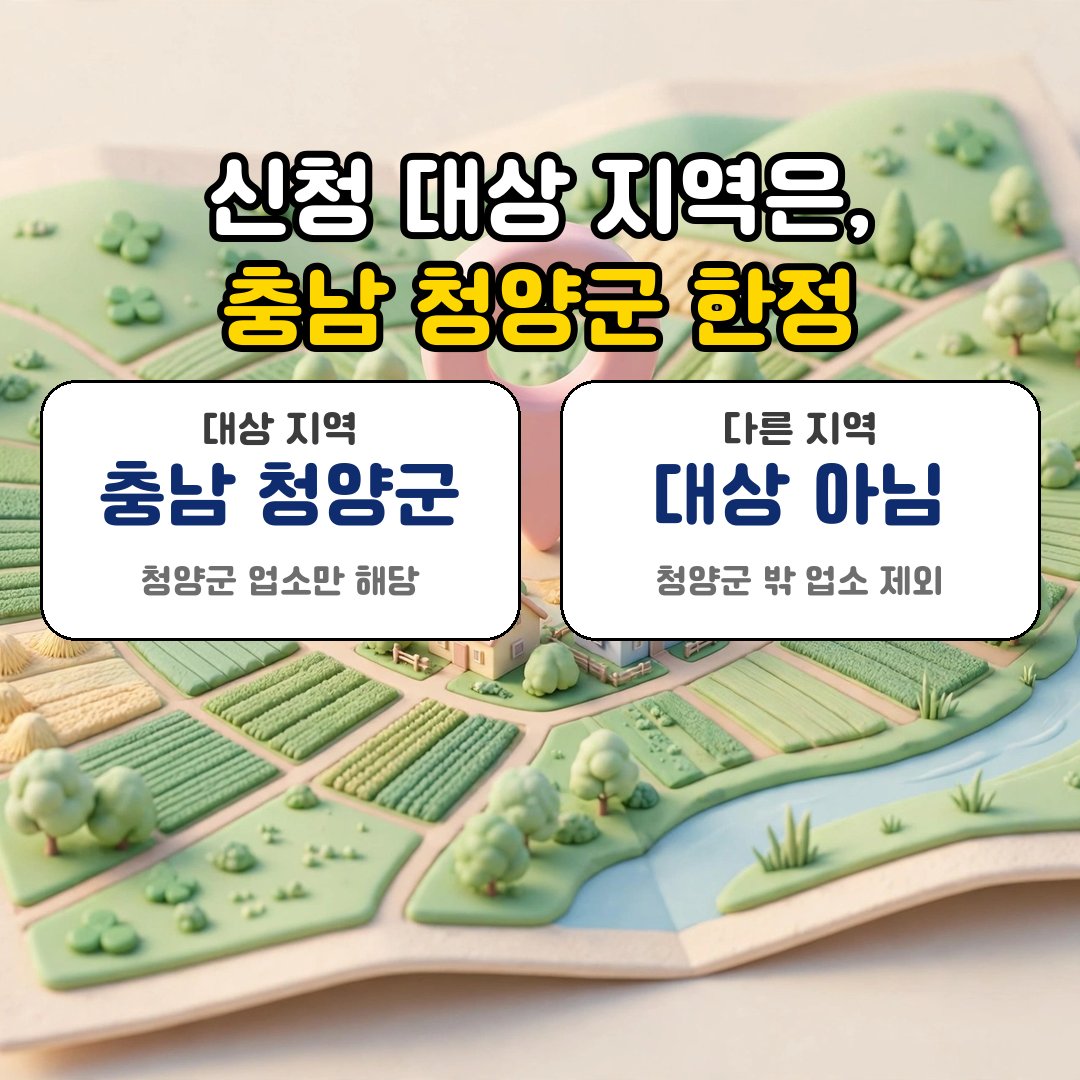 신청 대상 지역은,
충남 청양군 한정
대상 지역
충남 청양군
청양군 업소만 해당
다른 지역
대상 아님
청양군 밖 업소 제외